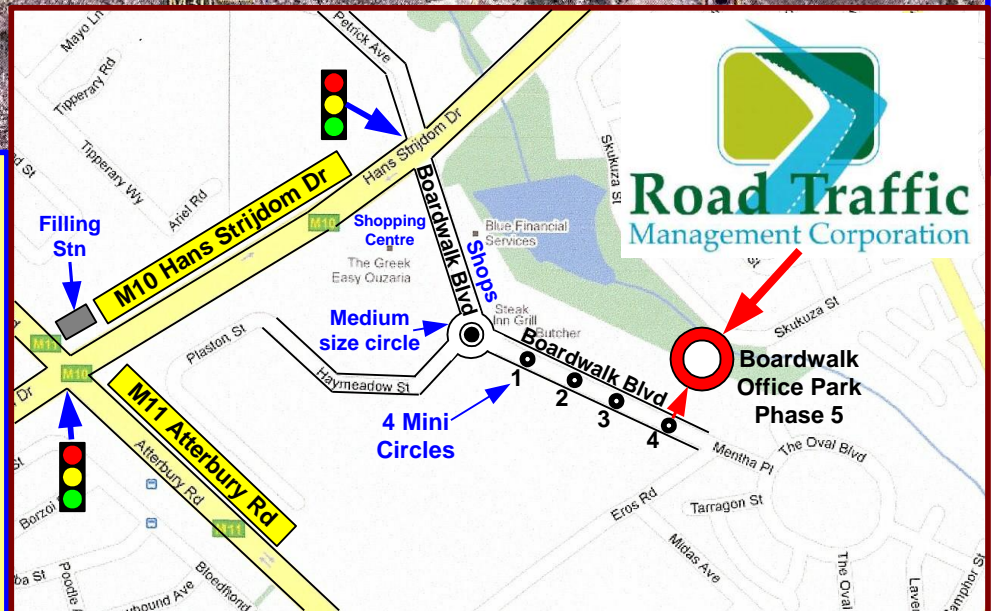 Mayo Ln
Petrick Ave
Tipperary Rd
Tipperary Wy
Ariel Rd
Hans Strijdom Dr
M10 Hans Strijdom Dr
M10
Filling
Stn
Shopping
Centre
The Greek
Easy Ouzaria
Boardwalk Blvd
Shops
Blue Financial
Services
Skukuza St
Road Traffic
Management Corporation
st
Skukuza St
M11
M10
Dr
Plaston St
Medium
size circle
Steak
Inn Grill
Butcher
Haymeadow St
Boardwalk Blvd
1
2
3
4
4 Mini
Circles
Boardwalk
Office Park
Phase 5
M11 Atterbury Rd
Atterbury Rd
M11
Mentha Pl
The Oval Blvd
Eros Rd
Tarragon St
Midas Ave
The Oval